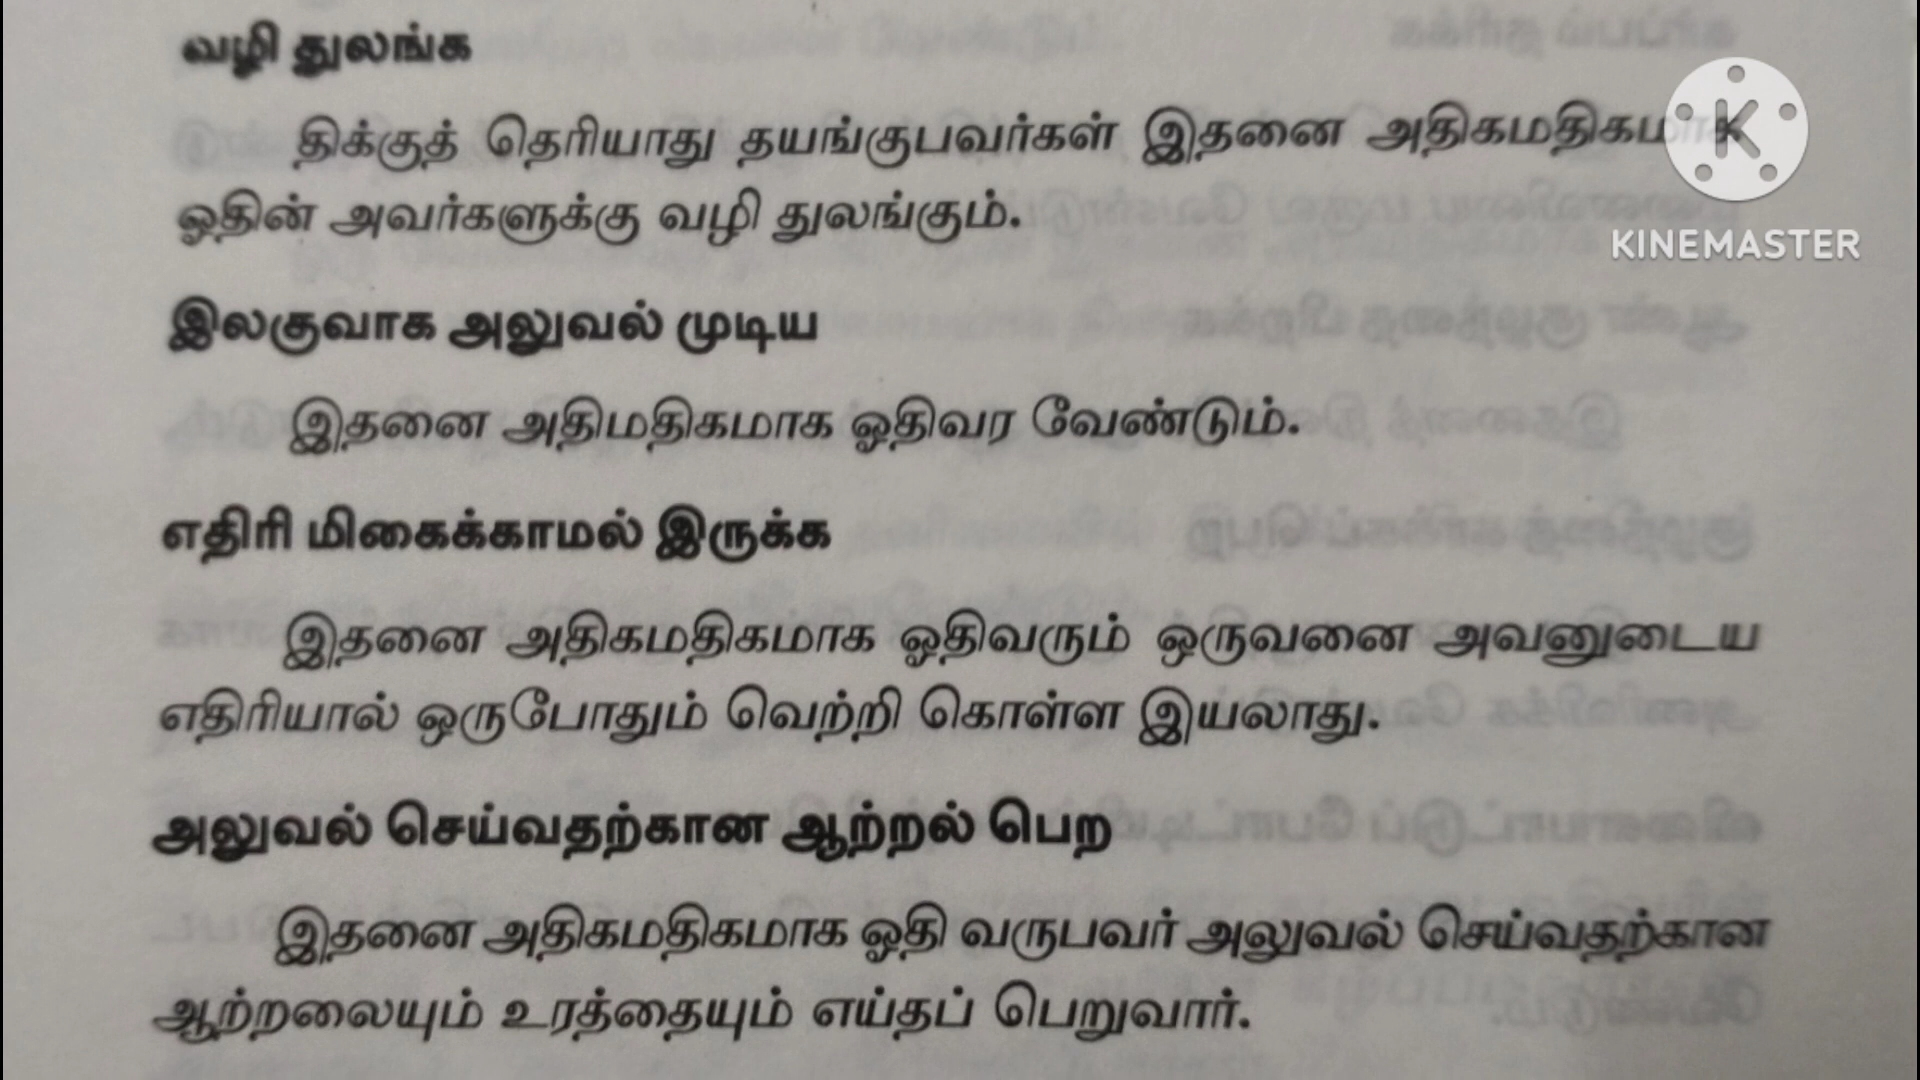 வழி துலங்க
திக்குத் தெரியாது தயங்குபவர்கள் இதனை அதிகமதிகமாக
ஓதின் அவர்களுக்கு வழி துலங்கும்.
KINEMASTER
இலகுவாக அலுவல் முடிய
இதனை அதிமதிகமாக ஓதிவர வேண்டும்.
எதிரி மிகைக்காமல் இருக்க
இதனை அதிகமதிகமாக ஓதிவரும் ஒருவனை அவனுடைய
எதிரியால் ஒருபோதும் வெற்றி கொள்ள இயலாது.
அலுவல் செய்வதற்கான ஆற்றல் பெற
இதனை அதிகமதிகமாக ஓதி வருபவர் அலுவல் செய்வதற்கான
ஆற்றலையும் உரத்தையும் எய்தப் பெறுவார்.